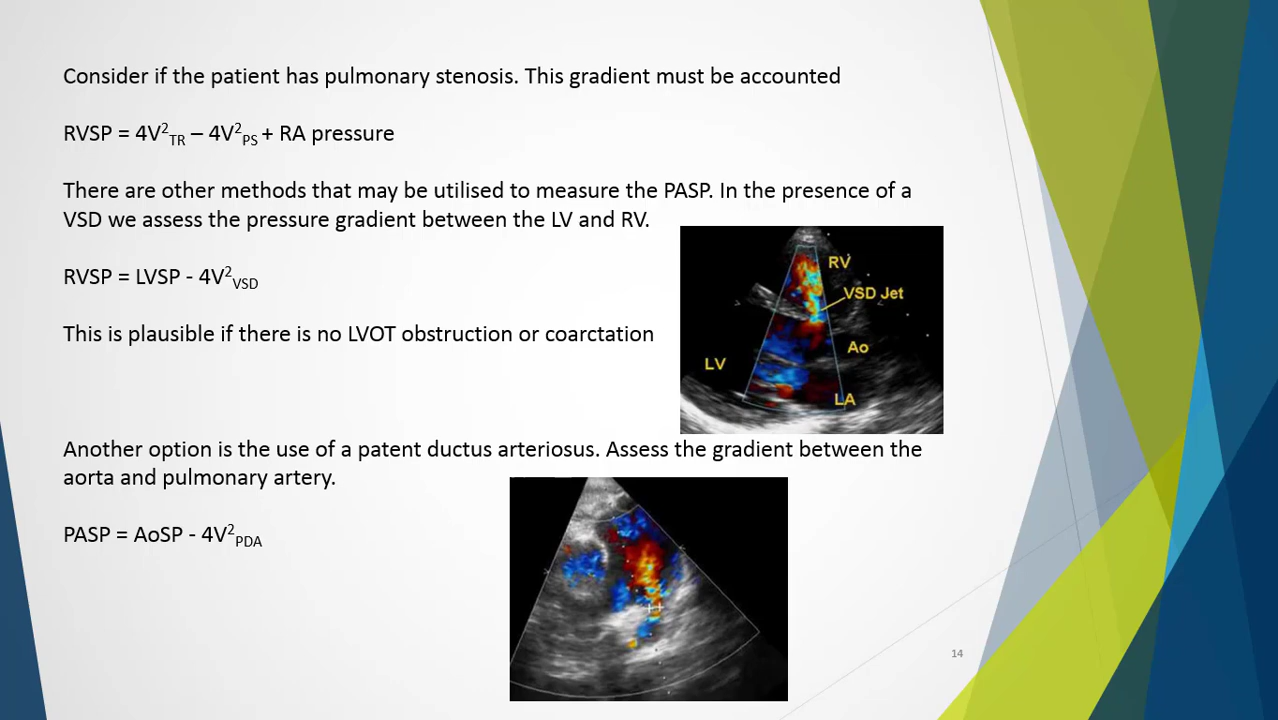 Consider if the patient has pulmonary stenosis. This gradient must be accounted
RVSP = 4V²TR – 4V²PS + RA pressure
There are other methods that may be utilised to measure the PASP. In the presence of a
VSD we assess the pressure gradient between the LV and RV.
RVSP = LVSP - 4V²VSD
This is plausible if there is no LVOT obstruction or coarctation
RV
VSD Jet
Ao
LV
LA
Another option is the use of a patent ductus arteriosus. Assess the gradient between the
aorta and pulmonary artery.
PASP = AoSP - 4V²PDA
14